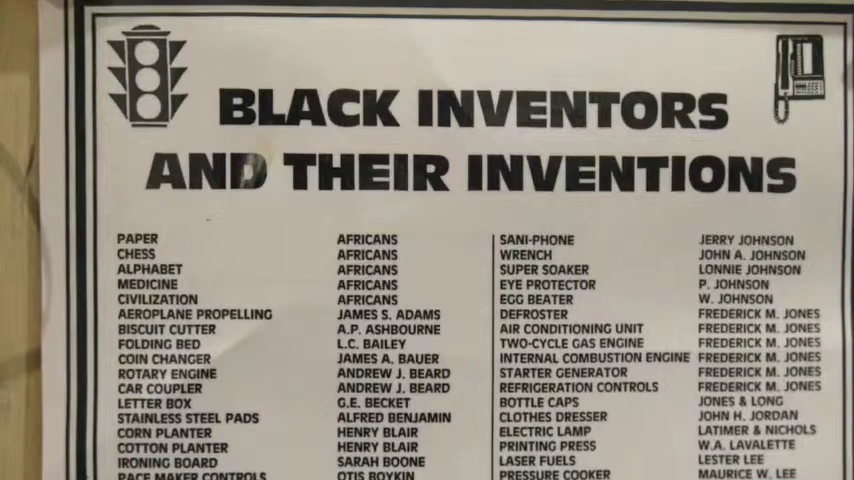 BLACK INVENTORS
AND THEIR INVENTIONS
PAPER AFRICANS
CHESS AFRICANS
ALPHABET AFRICANS
MEDICINE AFRICANS
CIVILIZATION AFRICANS
AEROPLANE PROPELLING JAMES S. ADAMS
BISCUIT CUTTER A.P. ASHBOURNE
FOLDING BED L.C. BAILEY
COIN CHANGER JAMES A. BAUER
ROTARY ENGINE ANDREW J. BEARD
CAR COUPLER ANDREW J. BEARD
LETTER BOX G.E. BECKET
STAINLESS STEEL PADS ALFRED BENJAMIN
CORN PLANTER HENRY BLAIR
COTTON PLANTER HENRY BLAIR
IRONING BOARD SARAH BOONE
PACE MAKER CONTROLS OTIS BOYKIN
SANI-PHONE JERRY JOHNSON
WRENCH JOHN A. JOHNSON
SUPER SOAKER LONNIE JOHNSON
EYE PROTECTOR P. JOHNSON
EGG BEATER W. JOHNSON
DEFROSTER FREDERICK M. JONES
AIR CONDITIONING UNIT FREDERICK M. JONES
TWO-CYCLE GAS ENGINE FREDERICK M. JONES
INTERNAL COMBUSTION ENGINE FREDERICK M. JONES
STARTER GENERATOR FREDERICK M. JONES
REFRIGERATION CONTROLS FREDERICK M. JONES
BOTTLE CAPS JONES & LONG
CLOTHES DRESSER JOHN H. JORDAN
ELECTRIC LAMP LATIMER & NICHOLS
PRINTING PRESS W.A. LAVALETTE
LASER FUELS LESTER LEE
PRESSURE COOKER MAURICE W. LEE